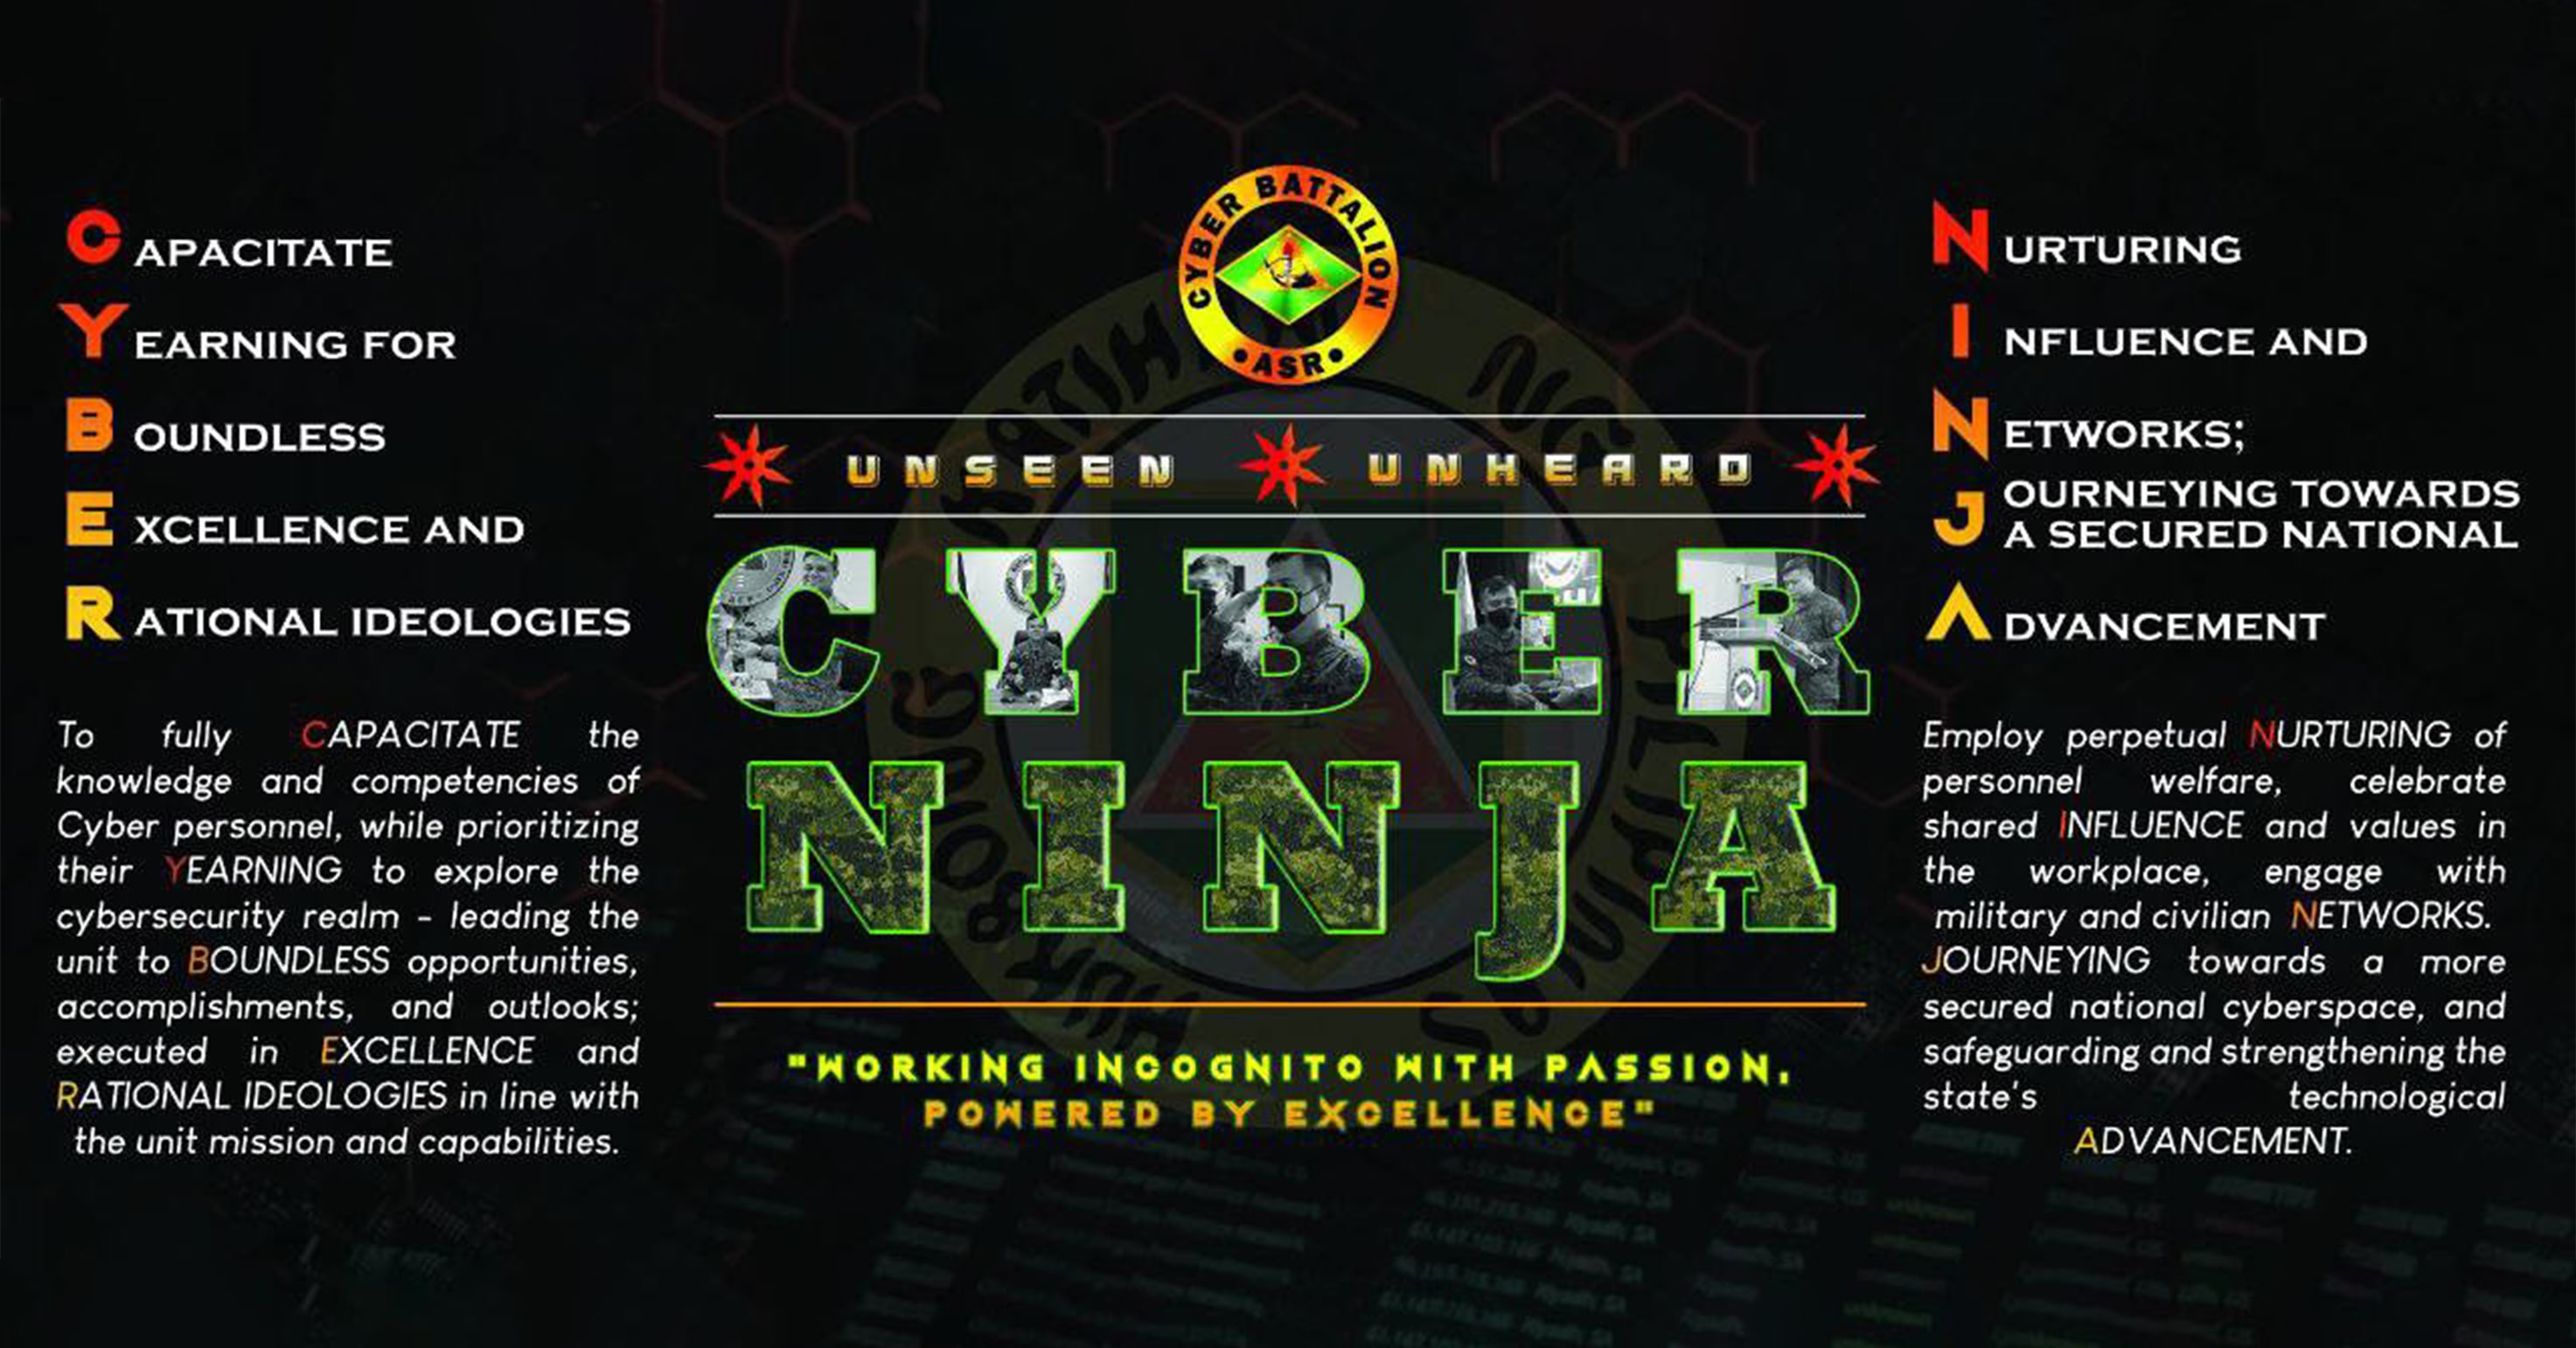 CAPACITATE
YEARNING FOR
BOUNDLESS
EXCELLENCE AND
RATIONAL IDEOLOGIES
To fully CAPACITATE the
knowledge and competencies of
Cyber personnel, while prioritizing
their YEARNING to explore the
cybersecurity realm - leading the
unit to BOUNDLESS opportunities,
accomplishments, and outlooks;
executed in EXCELLENCE and
RATIONAL IDEOLOGIES in line with
the unit mission and capabilities.
CYBER BATTALION
•ASR•
UNSEEN UNHEARD
CYBER
NINJA
"WORKING INCOGNITO WITH PASSION,
POWERED BY EXCELLENCE"
HUKBONG KATIHAN NG PILIPINAS
NURTURING
INFLUENCE AND
NETWORKS;
JOURNEYING TOWARDS
A SECURED NATIONAL
ADVANCEMENT
Employ perpetual NURTURING of
personnel welfare, celebrate
shared INFLUENCE and values in
the workplace, engage with
military and civilian NETWORKS.
JOURNEYING towards a more
secured national cyberspace, and
safeguarding and strengthening the
state's technological
ADVANCEMENT.